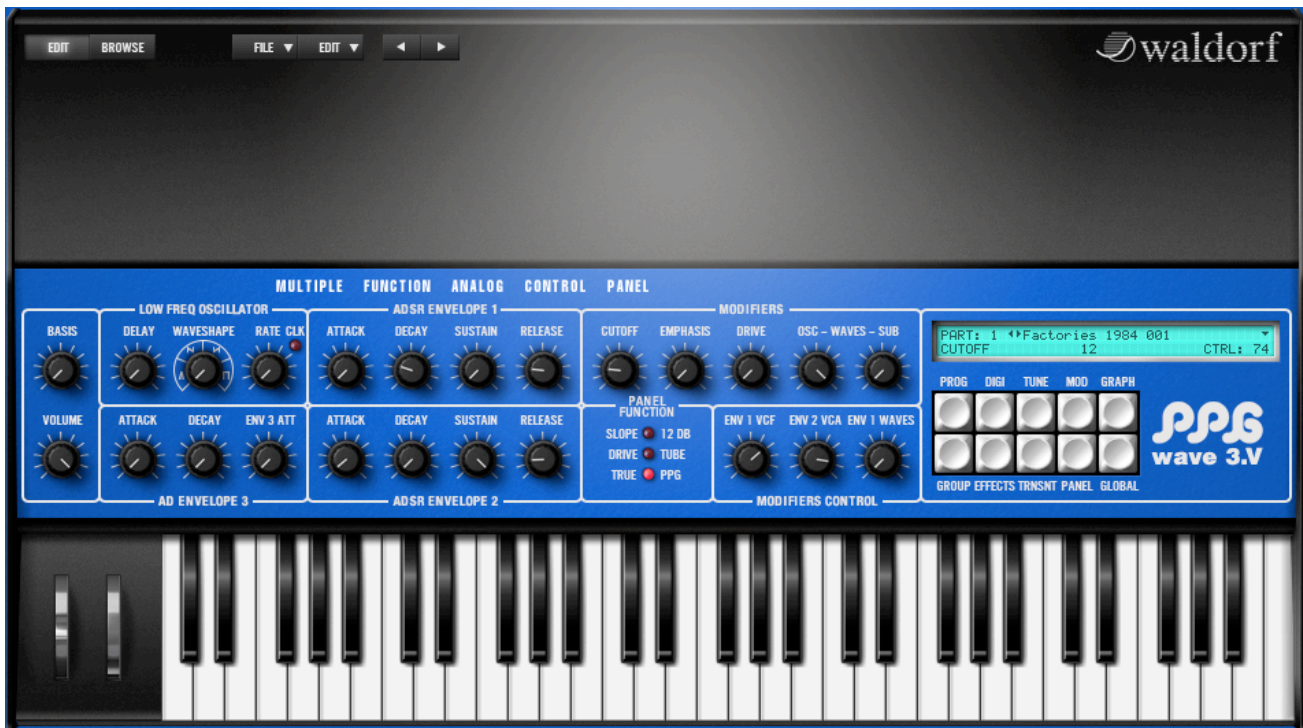 EDIT BROWSE FILE ▼ EDIT ▼ ◄ ► waldorf
MULTIPLE FUNCTION ANALOG CONTROL PANEL
LOW FREQ OSCILLATOR ADSR ENVELOPE 1 MODIFIERS
BASIS DELAY WAVESHAPE RATE CLK ATTACK DECAY SUSTAIN RELEASE CUTOFF EMPHASIS DRIVE OSC – WAVES – SUB
PART: 1 Factories 1984 001
CUTOFF 12 CTRL: 74
PROG DIGI TUNE MOD GRAPH
PANEL
FUNCTION
VOLUME ATTACK DECAY ENV 3 ATT ATTACK DECAY SUSTAIN RELEASE ENV 1 VCF ENV 2 VCA ENV 1 WAVES
SLOPE 12 DB
DRIVE TUBE
TRUE PPG
PPG
wave 3.V
GROUP EFFECTS TRNSNT PANEL GLOBAL
AD ENVELOPE 3 ADSR ENVELOPE 2 MODIFIERS CONTROL